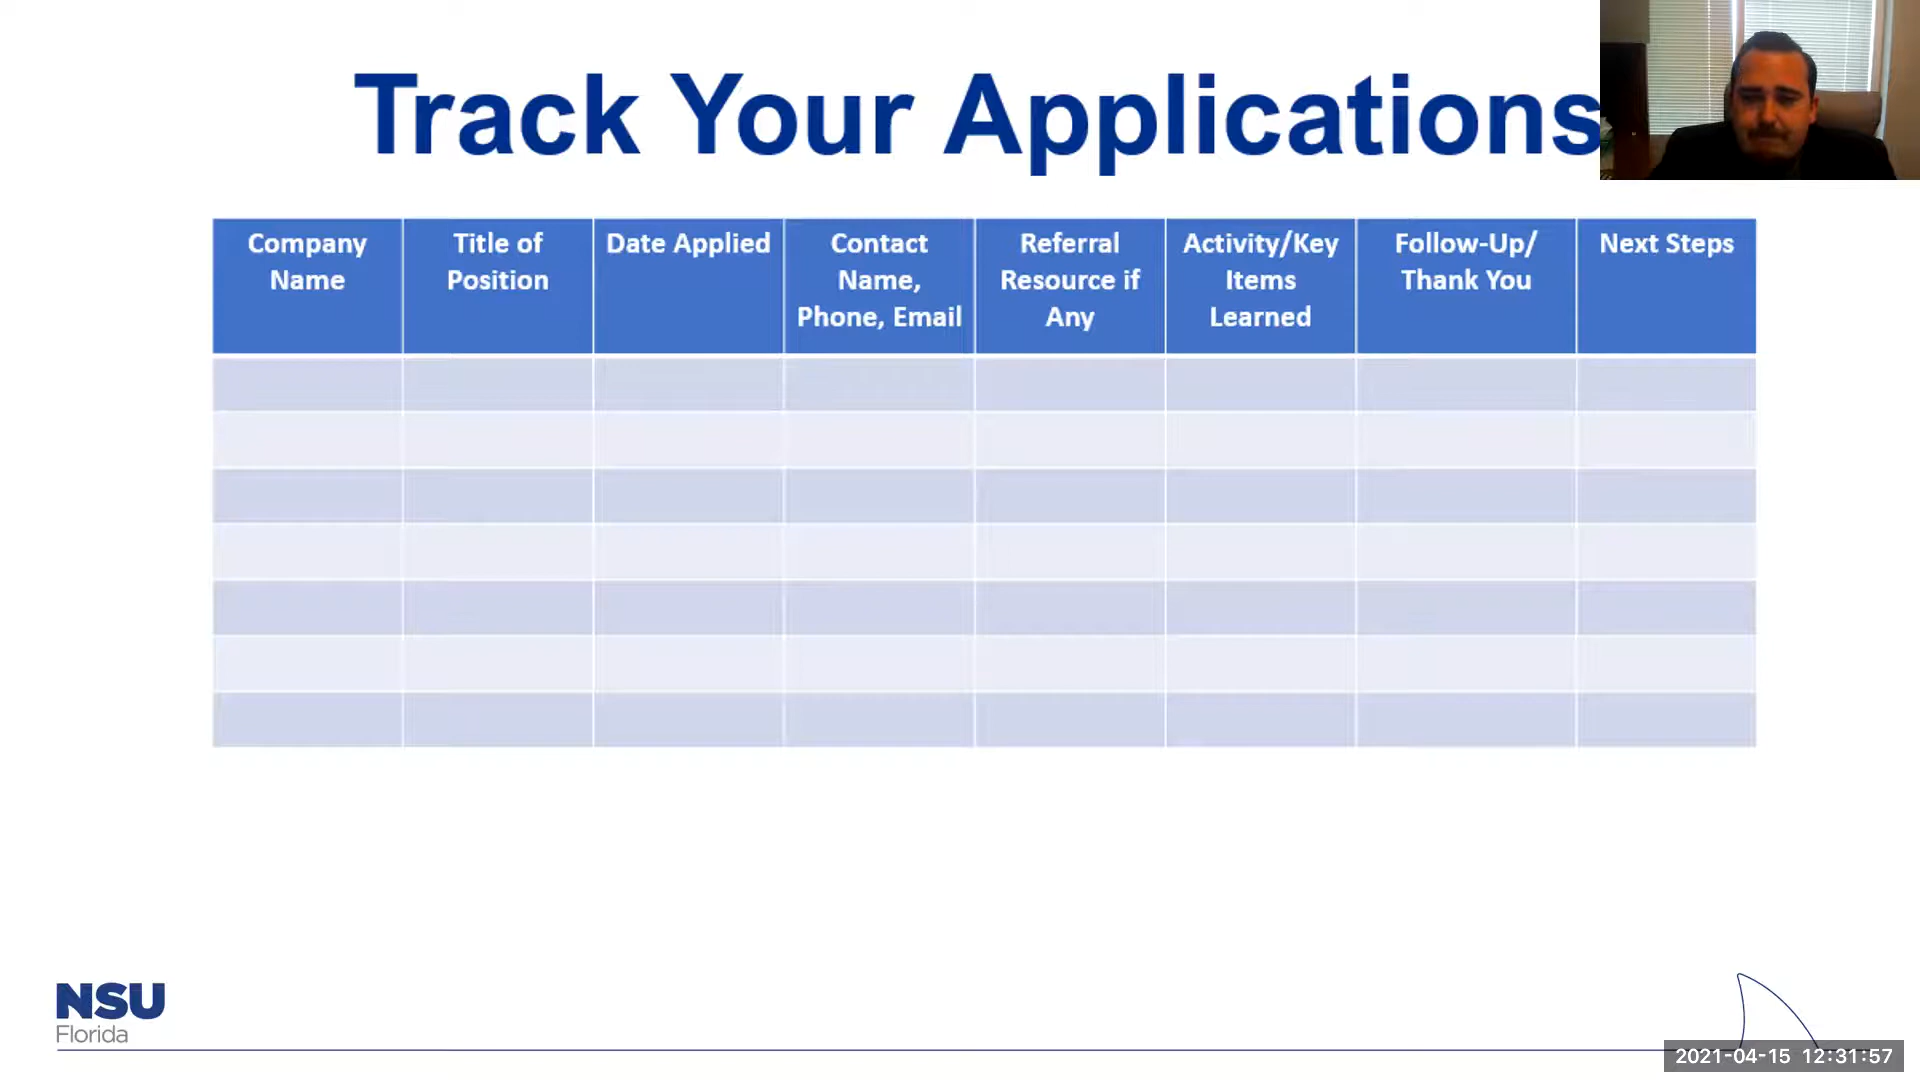 Track Your Applications
Company
Name
Title of
Position
Date Applied
Contact
Name,
Phone, Email
Referral
Resource if
Any
Activity/Key
Items
Learned
Follow-Up/
Thank You
Next Steps
NSU
Florida
2021-04-15 12:31:57